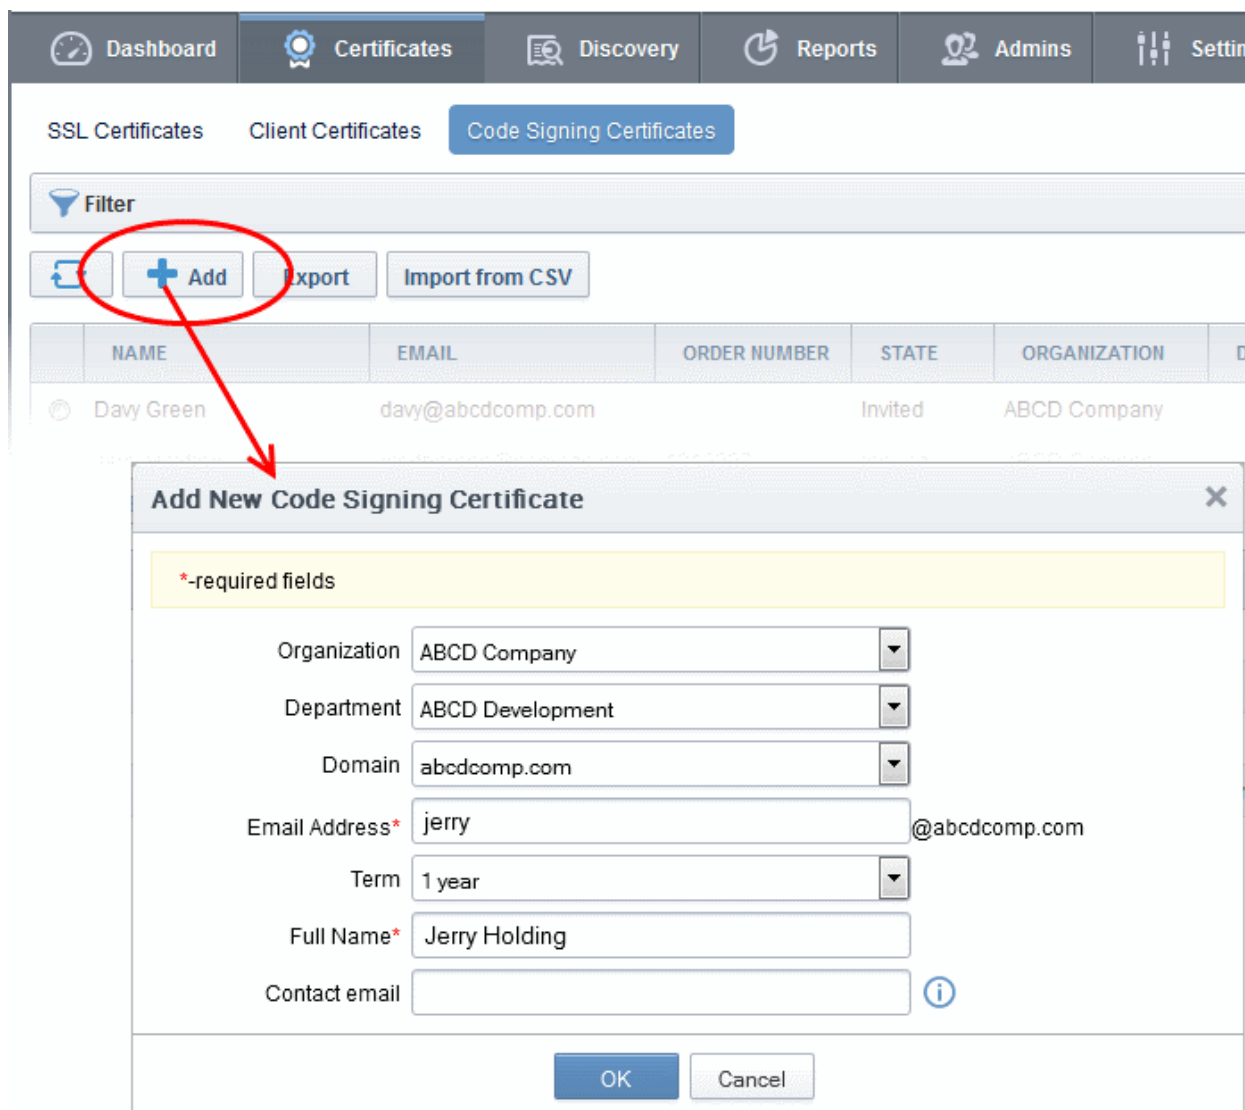 Dashboard Certificates Discovery Reports Admins Settin
SSL Certificates Client Certificates Code Signing Certificates
Filter
Add Export Import from CSV
NAME EMAIL ORDER NUMBER STATE ORGANIZATION D
Davy Green davy@abcdcomp.com Invited ABCD Company
Add New Code Signing Certificate
*-required fields
Organization ABCD Company
Department ABCD Development
Domain abcdcomp.com
Email Address* jerry @abcdcomp.com
Term 1 year
Full Name* Jerry Holding
Contact email
OK Cancel